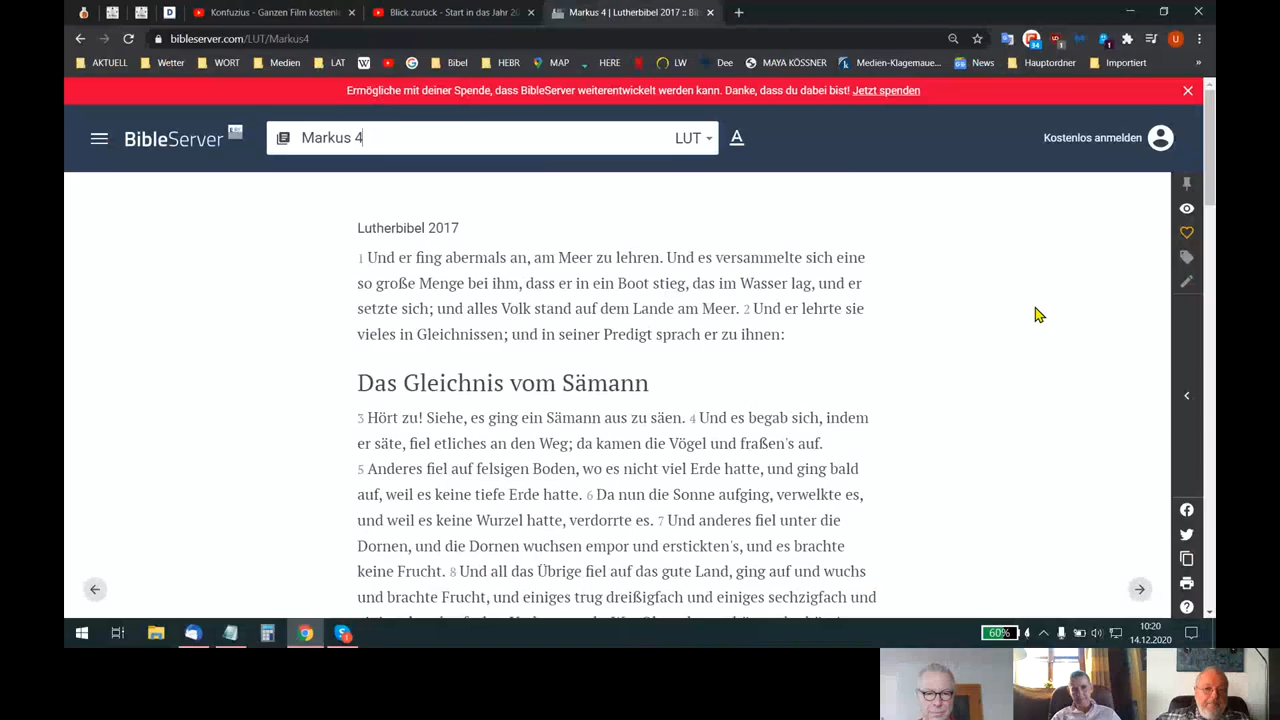 Konfuzius - Ganzen Film kostenl
Blick zurück - Start in das Jahr 20
Markus 4 | Lutherbibel 2017 :: Bib
bibleserver.com/LUT/Markus4
AKTUELL
Wetter
WORT
Medien
LAT
Bibel
HEBR
MAP
HERE
LW
Dee
MAYA KÖSSNER
Medien-Klagemaue...
News
Hauptordner
Importiert
Ermögliche mit deiner Spende, dass BibleServer weiterentwickelt werden kann. Danke, dass du dabei bist! Jetzt spenden
BibleServer
Markus 4
LUT
Kostenlos anmelden
Lutherbibel 2017
1 Und er fing abermals an, am Meer zu lehren. Und es versammelte sich eine
so große Menge bei ihm, dass er in ein Boot stieg, das im Wasser lag, und er
setzte sich; und alles Volk stand auf dem Lande am Meer. 2 Und er lehrte sie
vieles in Gleichnissen; und in seiner Predigt sprach er zu ihnen:
Das Gleichnis vom Sämann
3 Hört zu! Siehe, es ging ein Sämann aus zu säen. 4 Und es begab sich, indem
er säte, fiel etliches an den Weg; da kamen die Vögel und fraßen's auf.
5 Anderes fiel auf felsigen Boden, wo es nicht viel Erde hatte, und ging bald
auf, weil es keine tiefe Erde hatte. 6 Da nun die Sonne aufging, verwelkte es,
und weil es keine Wurzel hatte, verdorrte es. 7 Und anderes fiel unter die
Dornen, und die Dornen wuchsen empor und erstickten's, und es brachte
keine Frucht. 8 Und all das Übrige fiel auf das gute Land, ging auf und wuchs
und brachte Frucht, und einiges trug dreißigfach und einiges sechzigfach und
60%
10:20
14.12.2020